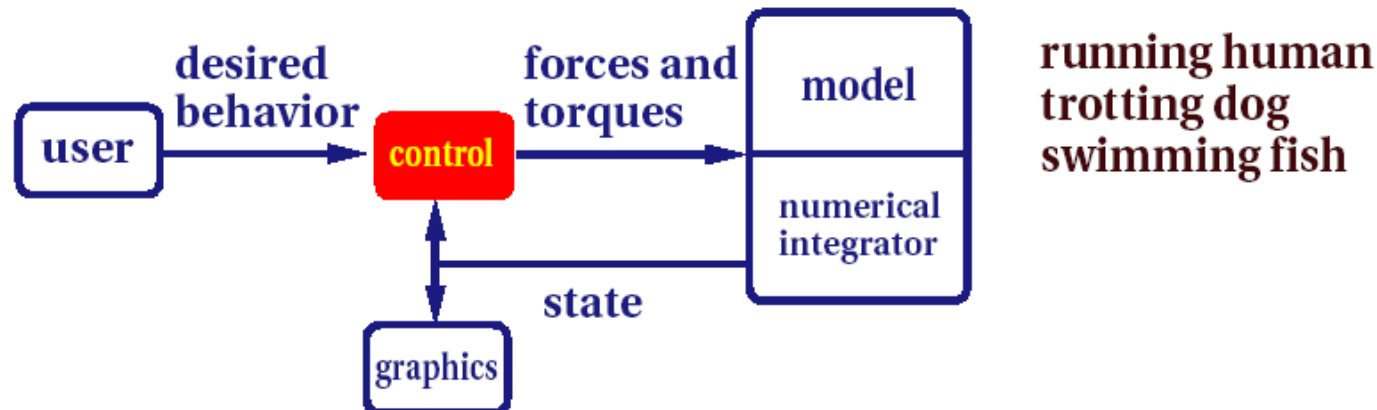 desired
behavior
forces and
torques
user
control
model
numerical
integrator
state
graphics
running human
trotting dog
swimming fish